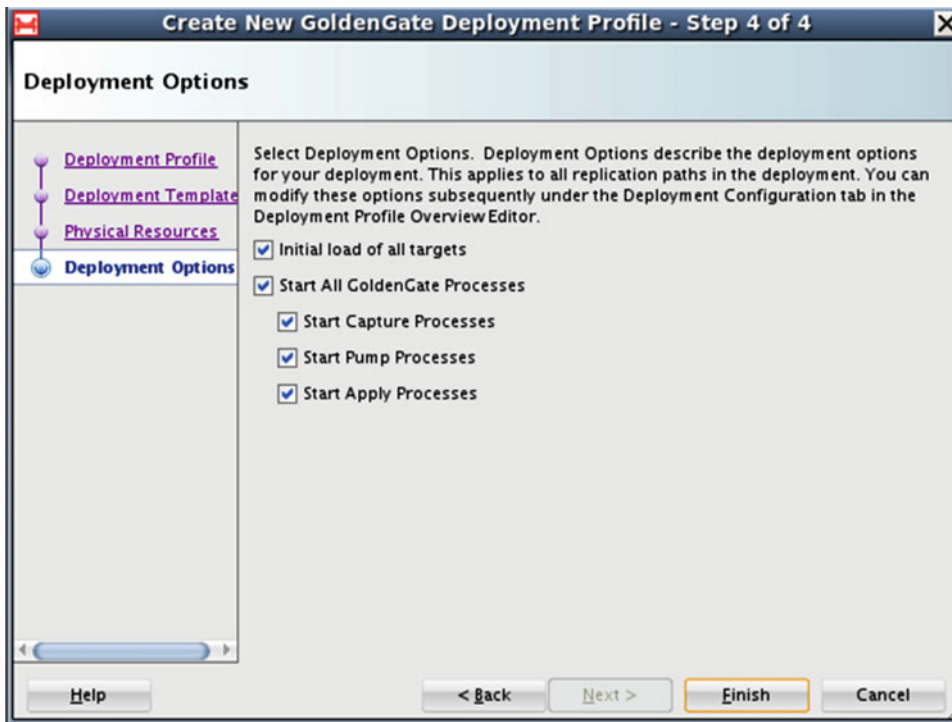 Create New GoldenGate Deployment Profile - Step 4 of 4
Deployment Options
Deployment Profile
Deployment Template
Physical Resources
Deployment Options
Select Deployment Options. Deployment Options describe the deployment options
for your deployment. This applies to all replication paths in the deployment. You can
modify these options subsequently under the Deployment Configuration tab in the
Deployment Profile Overview Editor.
Initial load of all targets
Start All GoldenGate Processes
Start Capture Processes
Start Pump Processes
Start Apply Processes
Help
< Back
Next >
Finish
Cancel